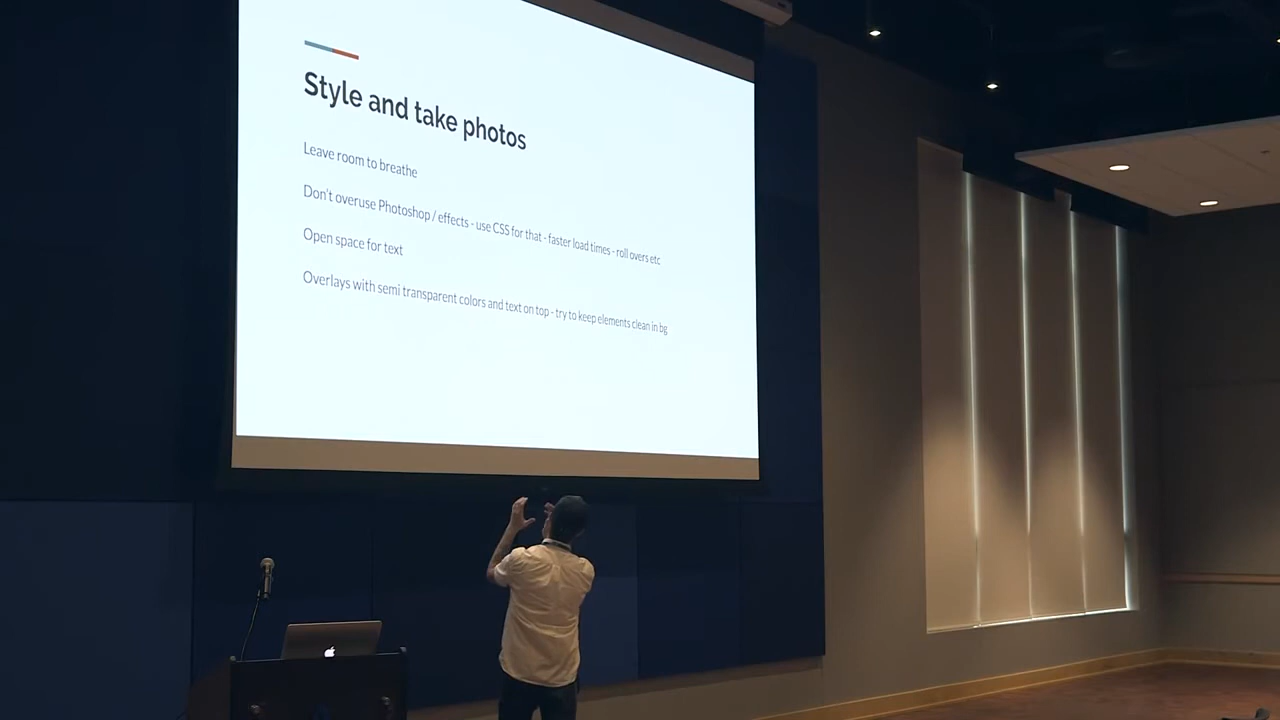 Style and take photos
Leave room to breathe
Don't overuse Photoshop / effects - use CSS for that - faster load times - roll overs etc
Open space for text
Overlays with semi transparent colors and text on top - try to keep elements clean in bg